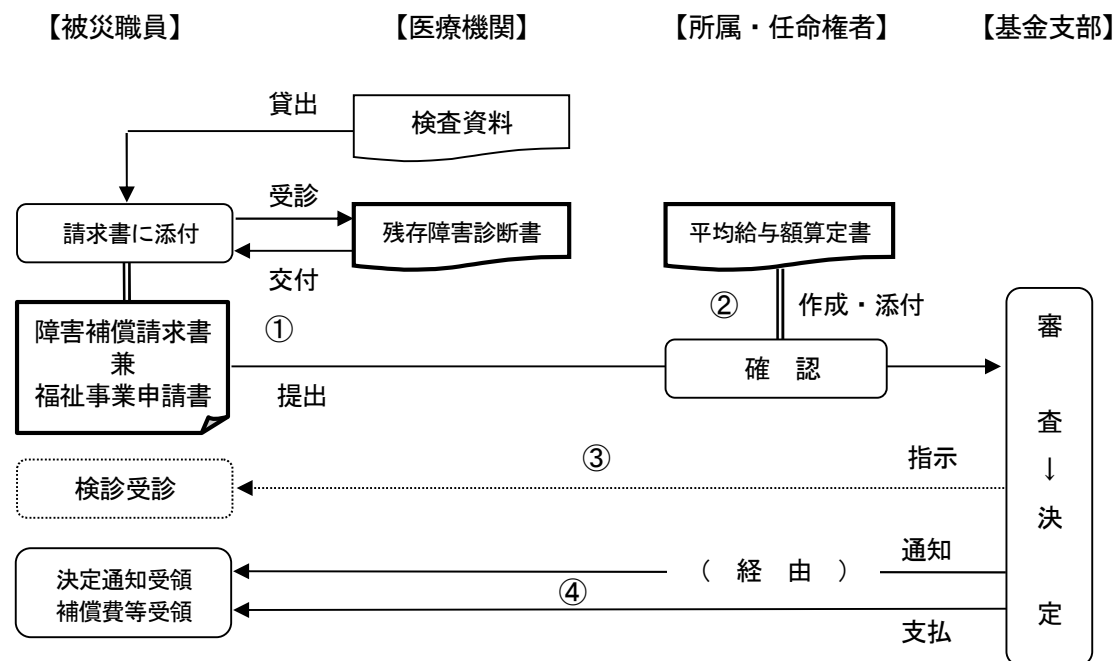 【被災職員】
【医療機関】
【所属・任命権者】
【基金支部】
貸出
検査資料
受診
請求書に添付
残存障害診断書
平均給与額算定書
交付
①
②
作成・添付
障害補償請求書
兼
福祉事業申請書
提出
確　認
審
査
↓
決
定
③
指示
検診受診
通知
（　経　由　）
決定通知受領
補償費等受領
④
支払